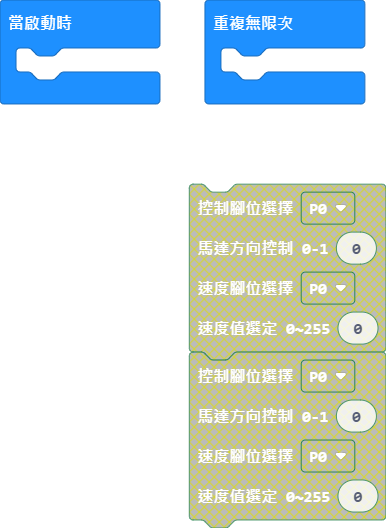 當啟動時
重複無限次
控制腳位選擇 P0
馬達方向控制 0-1 0
速度腳位選擇 P0
速度值選定 0~255 0
控制腳位選擇 P0
馬達方向控制 0-1 0
速度腳位選擇 P0
速度值選定 0~255 0